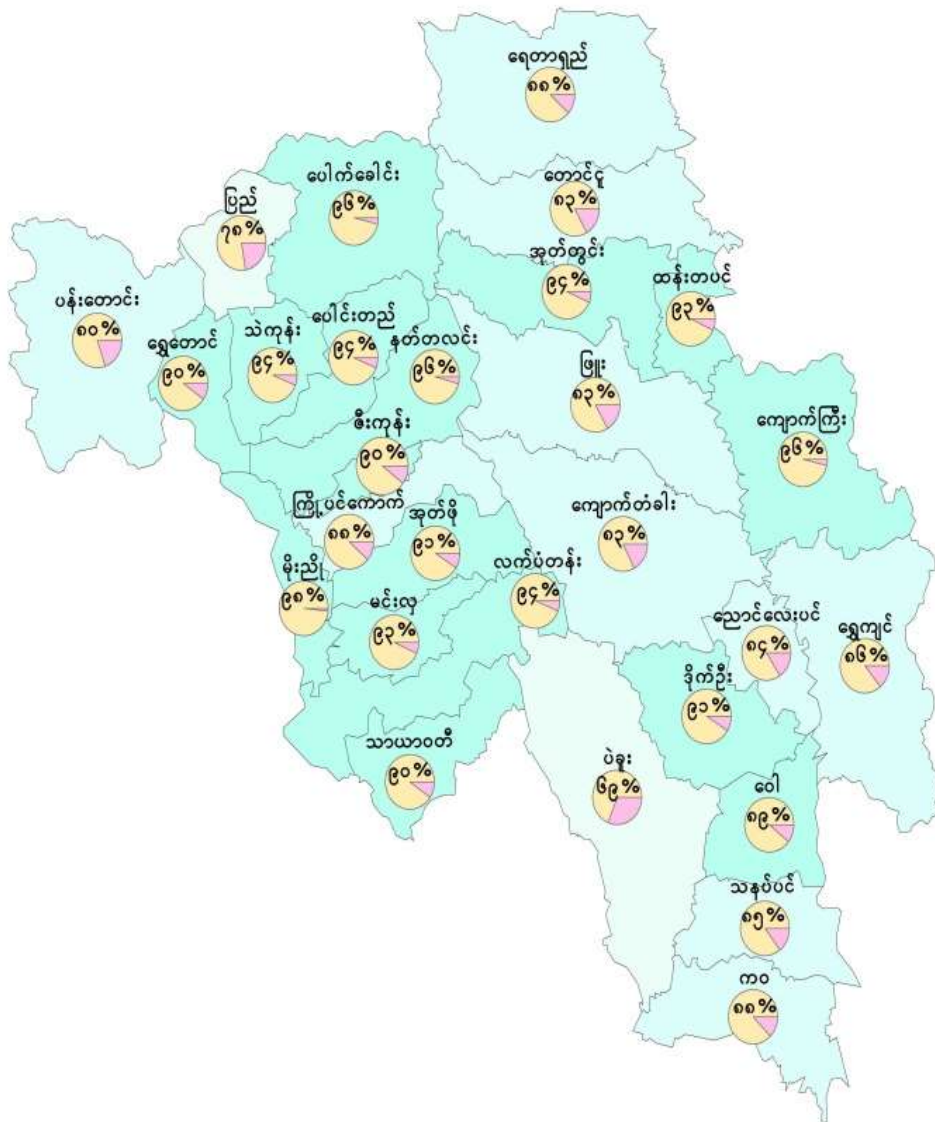 ရေတာရှည်
၈၈%
တောင်ငူ
၈၃%
ပေါက်ခေါင်း
၉၆%
ပြည်
၇၈%
အုတ်တွင်း
၉၄%
ထန်းတပင်
၉၃%
ပန်းတောင်း
၈၀%
ရွှေတောင်
၉၀%
သဲကုန်း
၉၄%
ပေါင်းတည်
၉၄%
နတ်တလင်း
၉၆%
ဖြူး
၈၃%
ကျောက်ကြီး
၉၆%
ဇီးကုန်း
၉၀%
ကြို့ပင်ကောက်
၈၈%
အုတ်ဖို
၉၁%
ကျောက်တံခါး
၈၃%
မိုးညို
၉၈%
မင်းလှ
၉၃%
လက်ပံတန်း
၉၄%
ညောင်လေးပင်
၈၄%
ရွှေကျင်
၈၆%
ဒိုက်ဦး
၉၁%
သာယာဝတီ
၉၀%
ပဲခူး
၆၉%
ဝေါ
၈၉%
သနပ်ပင်
၈၅%
ကဝ
၈၈%